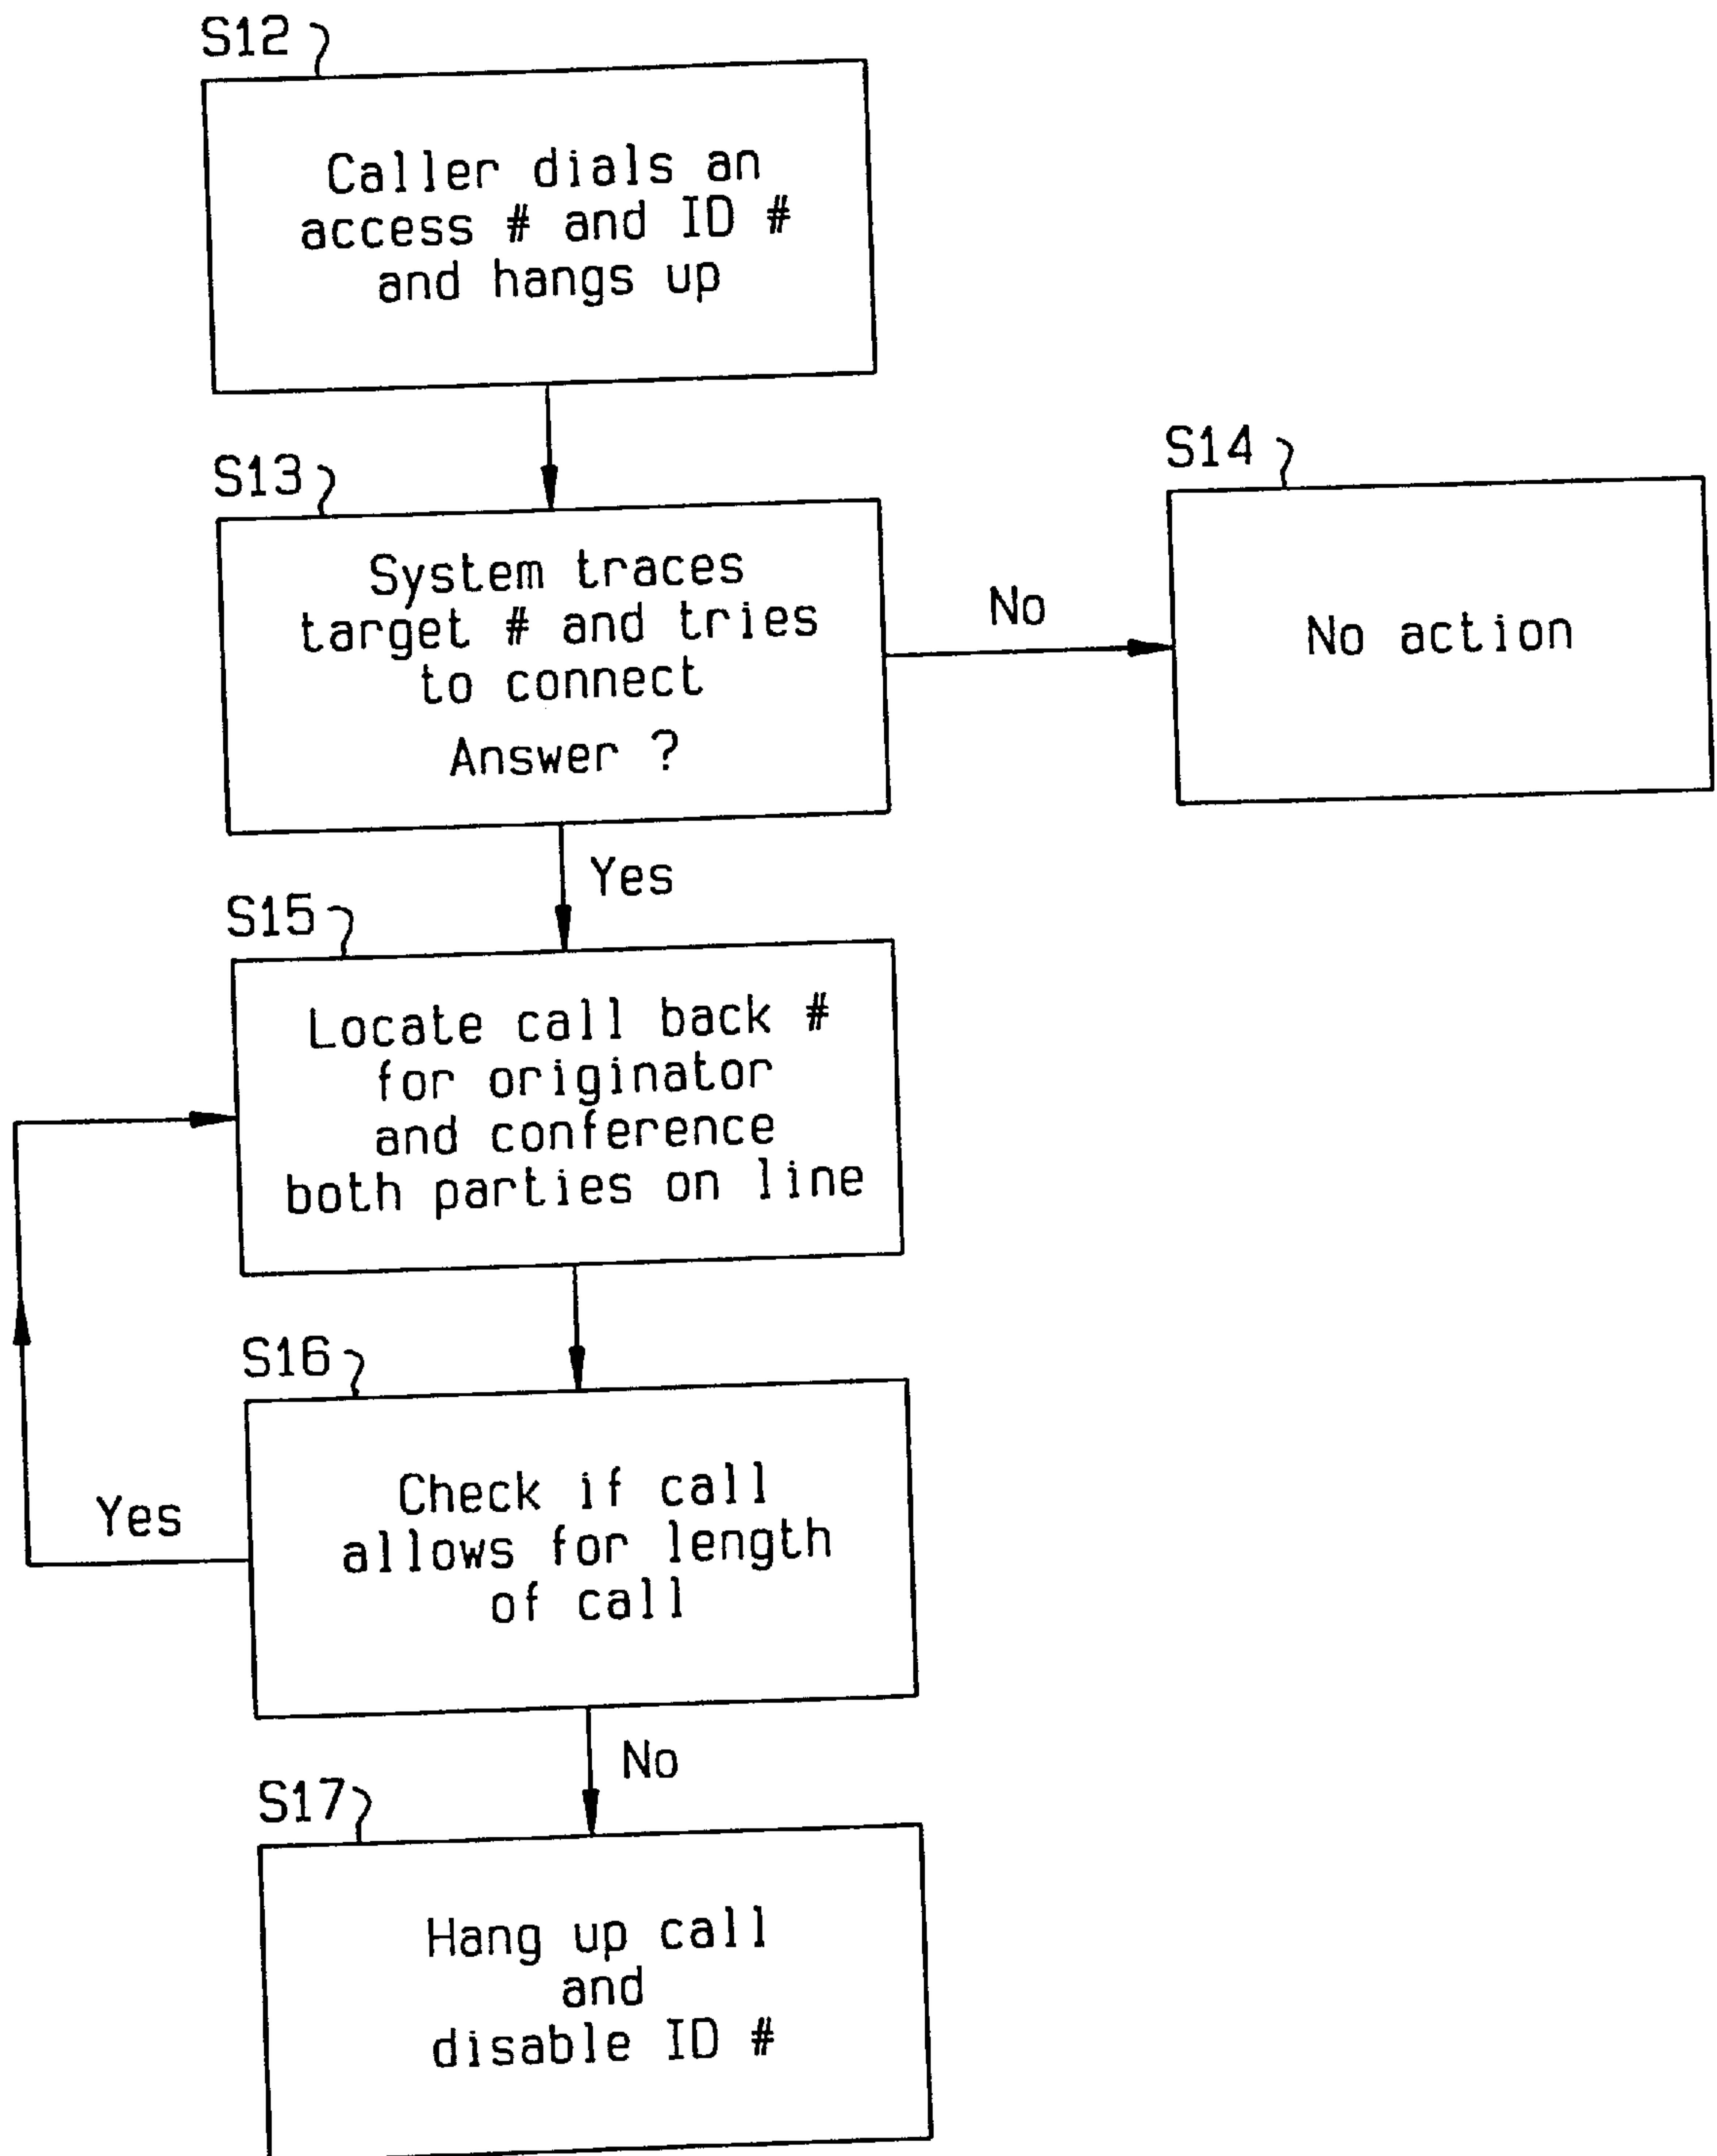 S12
Caller dials an
access # and ID #
and hangs up
S13
System traces
target # and tries
to connect
Answer ?
No
S14
No action
Yes
S15
Locate call back #
for originator
and conference
both parties on line
S16
Check if call
allows for length
of call
Yes
No
S17
Hang up call
and
disable ID #